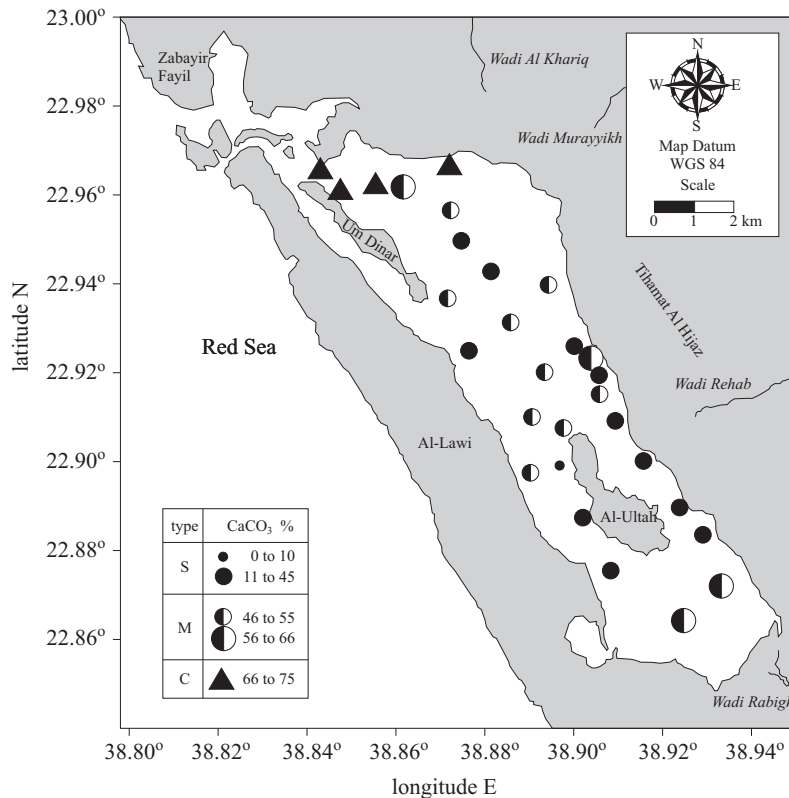 23.00°
22.98°
22.96°
22.94°
22.92°
22.90°
22.88°
22.86°
latitude N
38.80°
38.82°
38.84°
38.86°
38.88°
38.90°
38.92°
38.94°
longitude E
Zabayir
Fayil
Wadi Al Khariq
Wadi Murayyikh
N
W
E
S
Map Datum
WGS 84
Scale
0 1 2 km
Um Dinar
Tihamat Al Hijaz
Red Sea
Wadi Rehab
Al-Lawi
Al-Ultah
Wadi Rabigh
type CaCO₃ %
S
0 to 10
11 to 45
M
46 to 55
56 to 66
C
66 to 75